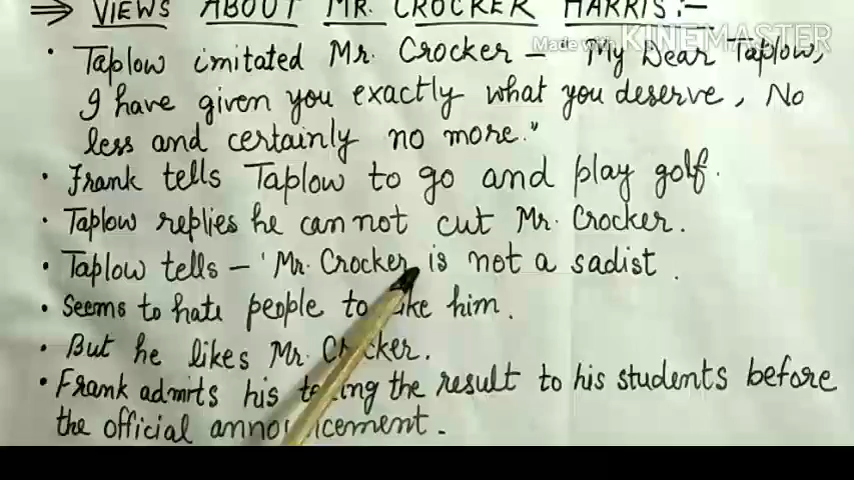 ⇒ VIEWS ABOUT MR. CROCKER HARRIS:-
Made with KINEMASTER
• Taplow imitated Mr. Crocker – "My Dear Taplow,
I have given you exactly what you deserve, No
less and certainly no more."
• Frank tells Taplow to go and play golf.
• Taplow replies he can not cut Mr. Crocker.
• Taplow tells – 'Mr. Crocker is not a sadist.
• Seems to hate people to him.
• But he likes Mr. Crocker.
• Frank admits his the result to his students before
the official announcement.